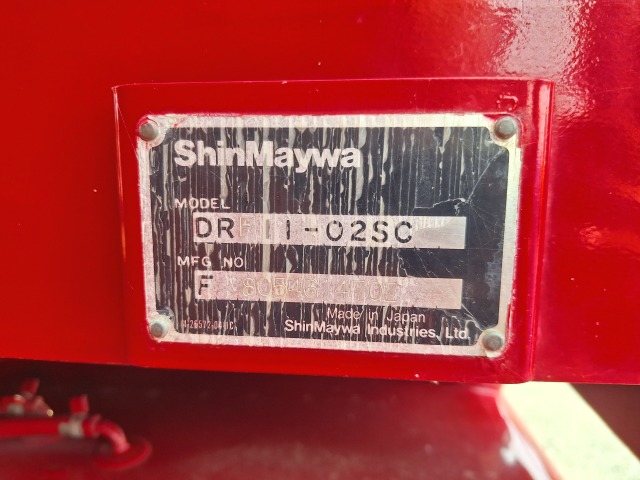 ShinMaywa
MODEL
DRF11-02SC
MFG NO
F
Made in Japan
ShinMaywa Industries, Ltd.